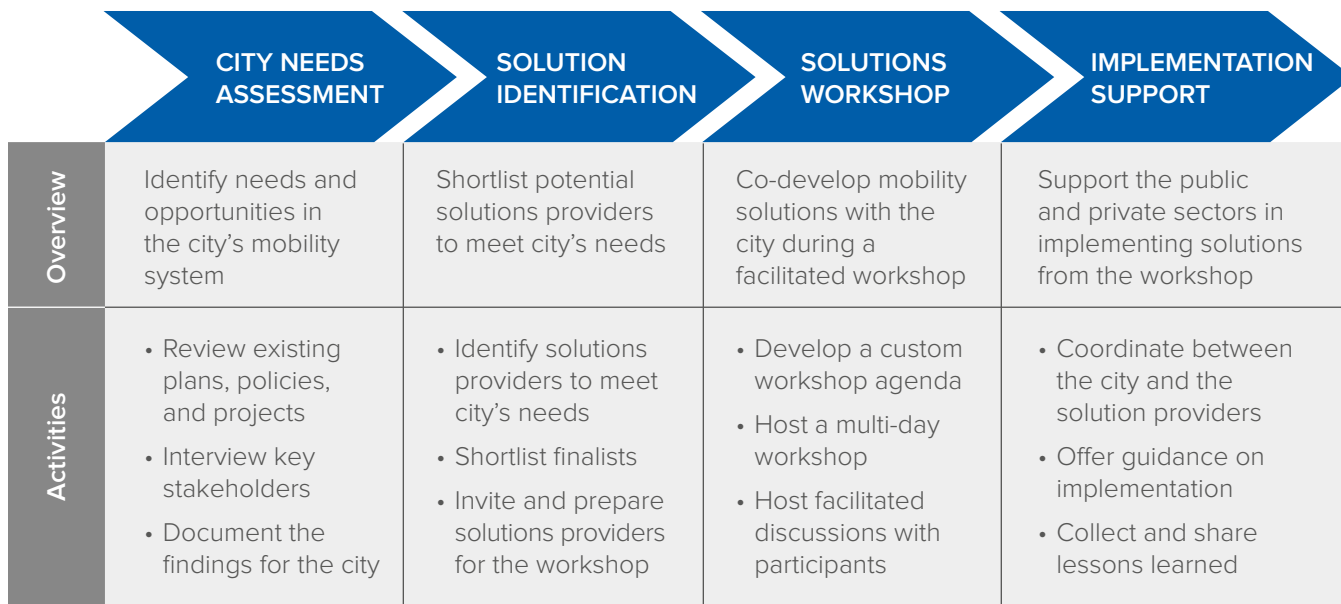 CITY NEEDS
ASSESSMENT
SOLUTION
IDENTIFICATION
SOLUTIONS
WORKSHOP
IMPLEMENTATION
SUPPORT
Overview
Identify needs and
opportunities in
the city’s mobility
system
Shortlist potential
solutions providers
to meet city’s needs
Co-develop mobility
solutions with the
city during a
facilitated workshop
Support the public
and private sectors in
implementing solutions
from the workshop
Activities
• Review existing
plans, policies,
and projects
• Interview key
stakeholders
• Document the
findings for the city
• Identify solutions
providers to meet
city’s needs
• Shortlist finalists
• Invite and prepare
solutions providers
for the workshop
• Develop a custom
workshop agenda
• Host a multi-day
workshop
• Host facilitated
discussions with
participants
• Coordinate between
the city and the
solution providers
• Offer guidance on
implementation
• Collect and share
lessons learned